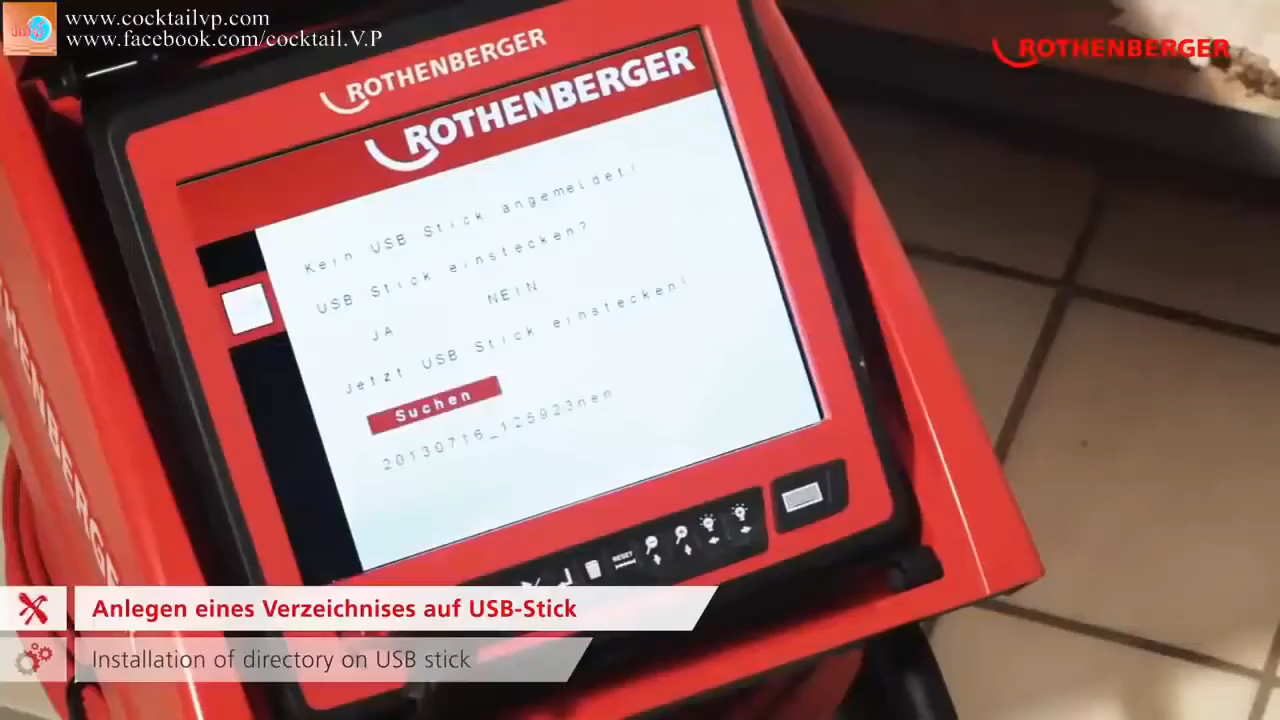 www.cocktailvp.com
www.facebook.com/cocktail.V.P
ROTHENBERGER
ROTHENBERGER
ROTHENBERGER
Kein USB Stick angemeldet!
USB Stick einstecken?
JA NEIN
Jetzt USB Stick einstecken!
Suchen
RESET
HENBERGE
Anlegen eines Verzeichnises auf USB-Stick
Installation of directory on USB stick